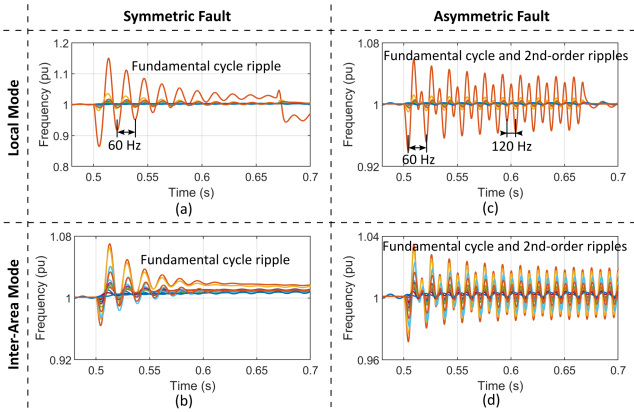 Symmetric Fault
Asymmetric Fault
Local Mode
Frequency (pu)
1.2
1.1
1
0.9
0.8
Fundamental cycle ripple
60 Hz
0.5
0.55
0.6
0.65
0.7
Time (s)
(a)
Frequency (pu)
1.08
1
0.92
Fundamental cycle and 2nd-order ripples
60 Hz
120 Hz
0.5
0.55
0.6
0.65
0.7
Time (s)
(c)
Inter-Area Mode
Frequency (pu)
1.08
1
0.92
Fundamental cycle ripple
0.5
0.55
0.6
0.65
0.7
Time (s)
(b)
Frequency (pu)
1.04
1
0.96
Fundamental cycle and 2nd-order ripples
0.5
0.55
0.6
0.65
0.7
Time (s)
(d)